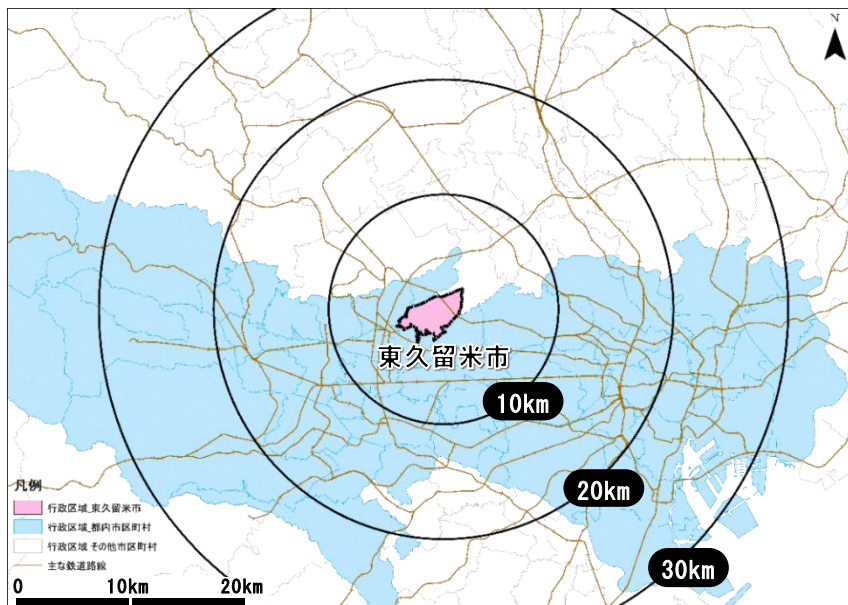 N
東久留米市
10km
20km
30km
凡例
行政区域_東久留米市
行政区域_都内市区町村
行政区域 その他市区町村
主な鉄道路線
0 10km 20km